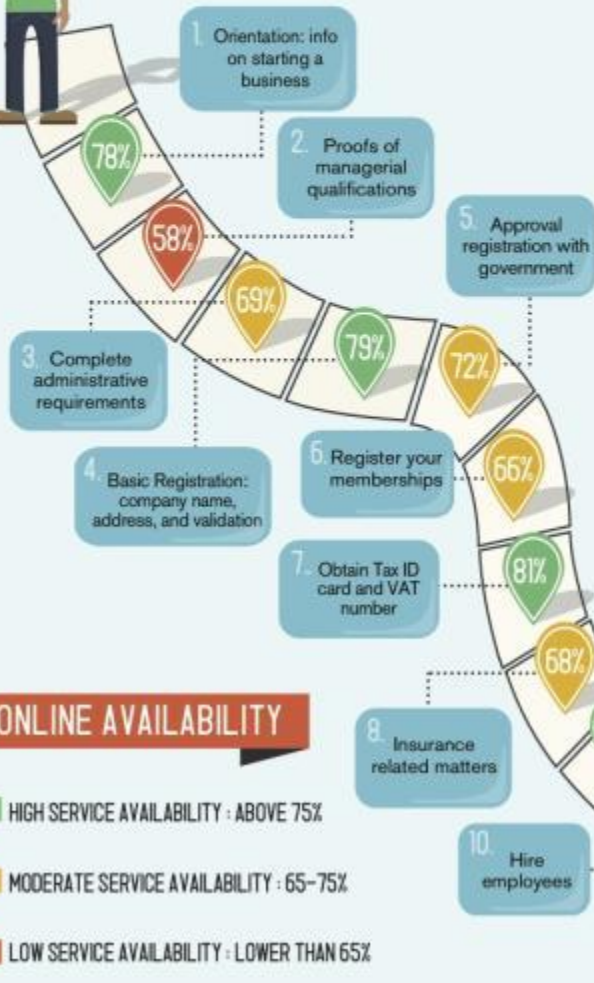 1. Orientation: info
on starting a
business
78%
2. Proofs of
managerial
qualifications
58%
3. Complete
administrative
requirements
69%
4. Basic Registration:
company name,
address, and validation
79%
5. Approval
registration with
government
72%
6. Register your
memberships
66%
7. Obtain Tax ID
card and VAT
number
81%
8. Insurance
related matters
68%
10. Hire
employees
ONLINE AVAILABILITY
HIGH SERVICE AVAILABILITY : ABOVE 75%
MODERATE SERVICE AVAILABILITY : 65-75%
LOW SERVICE AVAILABILITY : LOWER THAN 65%